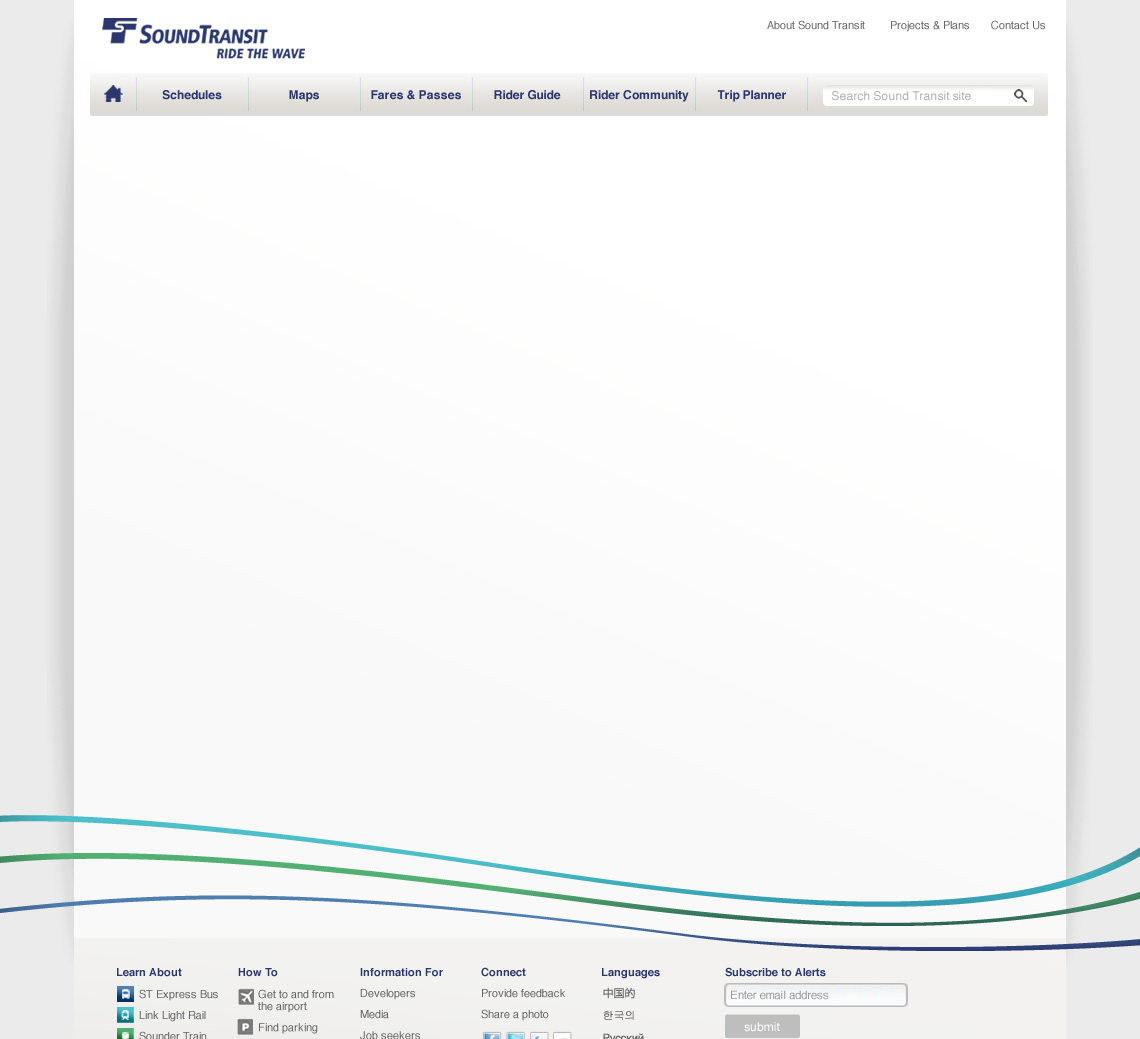 SOUNDTRANSIT
RIDE THE WAVE
About Sound Transit Projects & Plans Contact Us
Schedules Maps Fares & Passes Rider Guide Rider Community Trip Planner Search Sound Transit site
Learn About
ST Express Bus
Link Light Rail
Sounder Train
How To
Get to and from
the airport
P Find parking
Information For
Developers
Media
Job seekers
Connect
Provide feedback
Share a photo
Languages
中国的
한국의
Русский
Subscribe to Alerts
Enter email address
submit